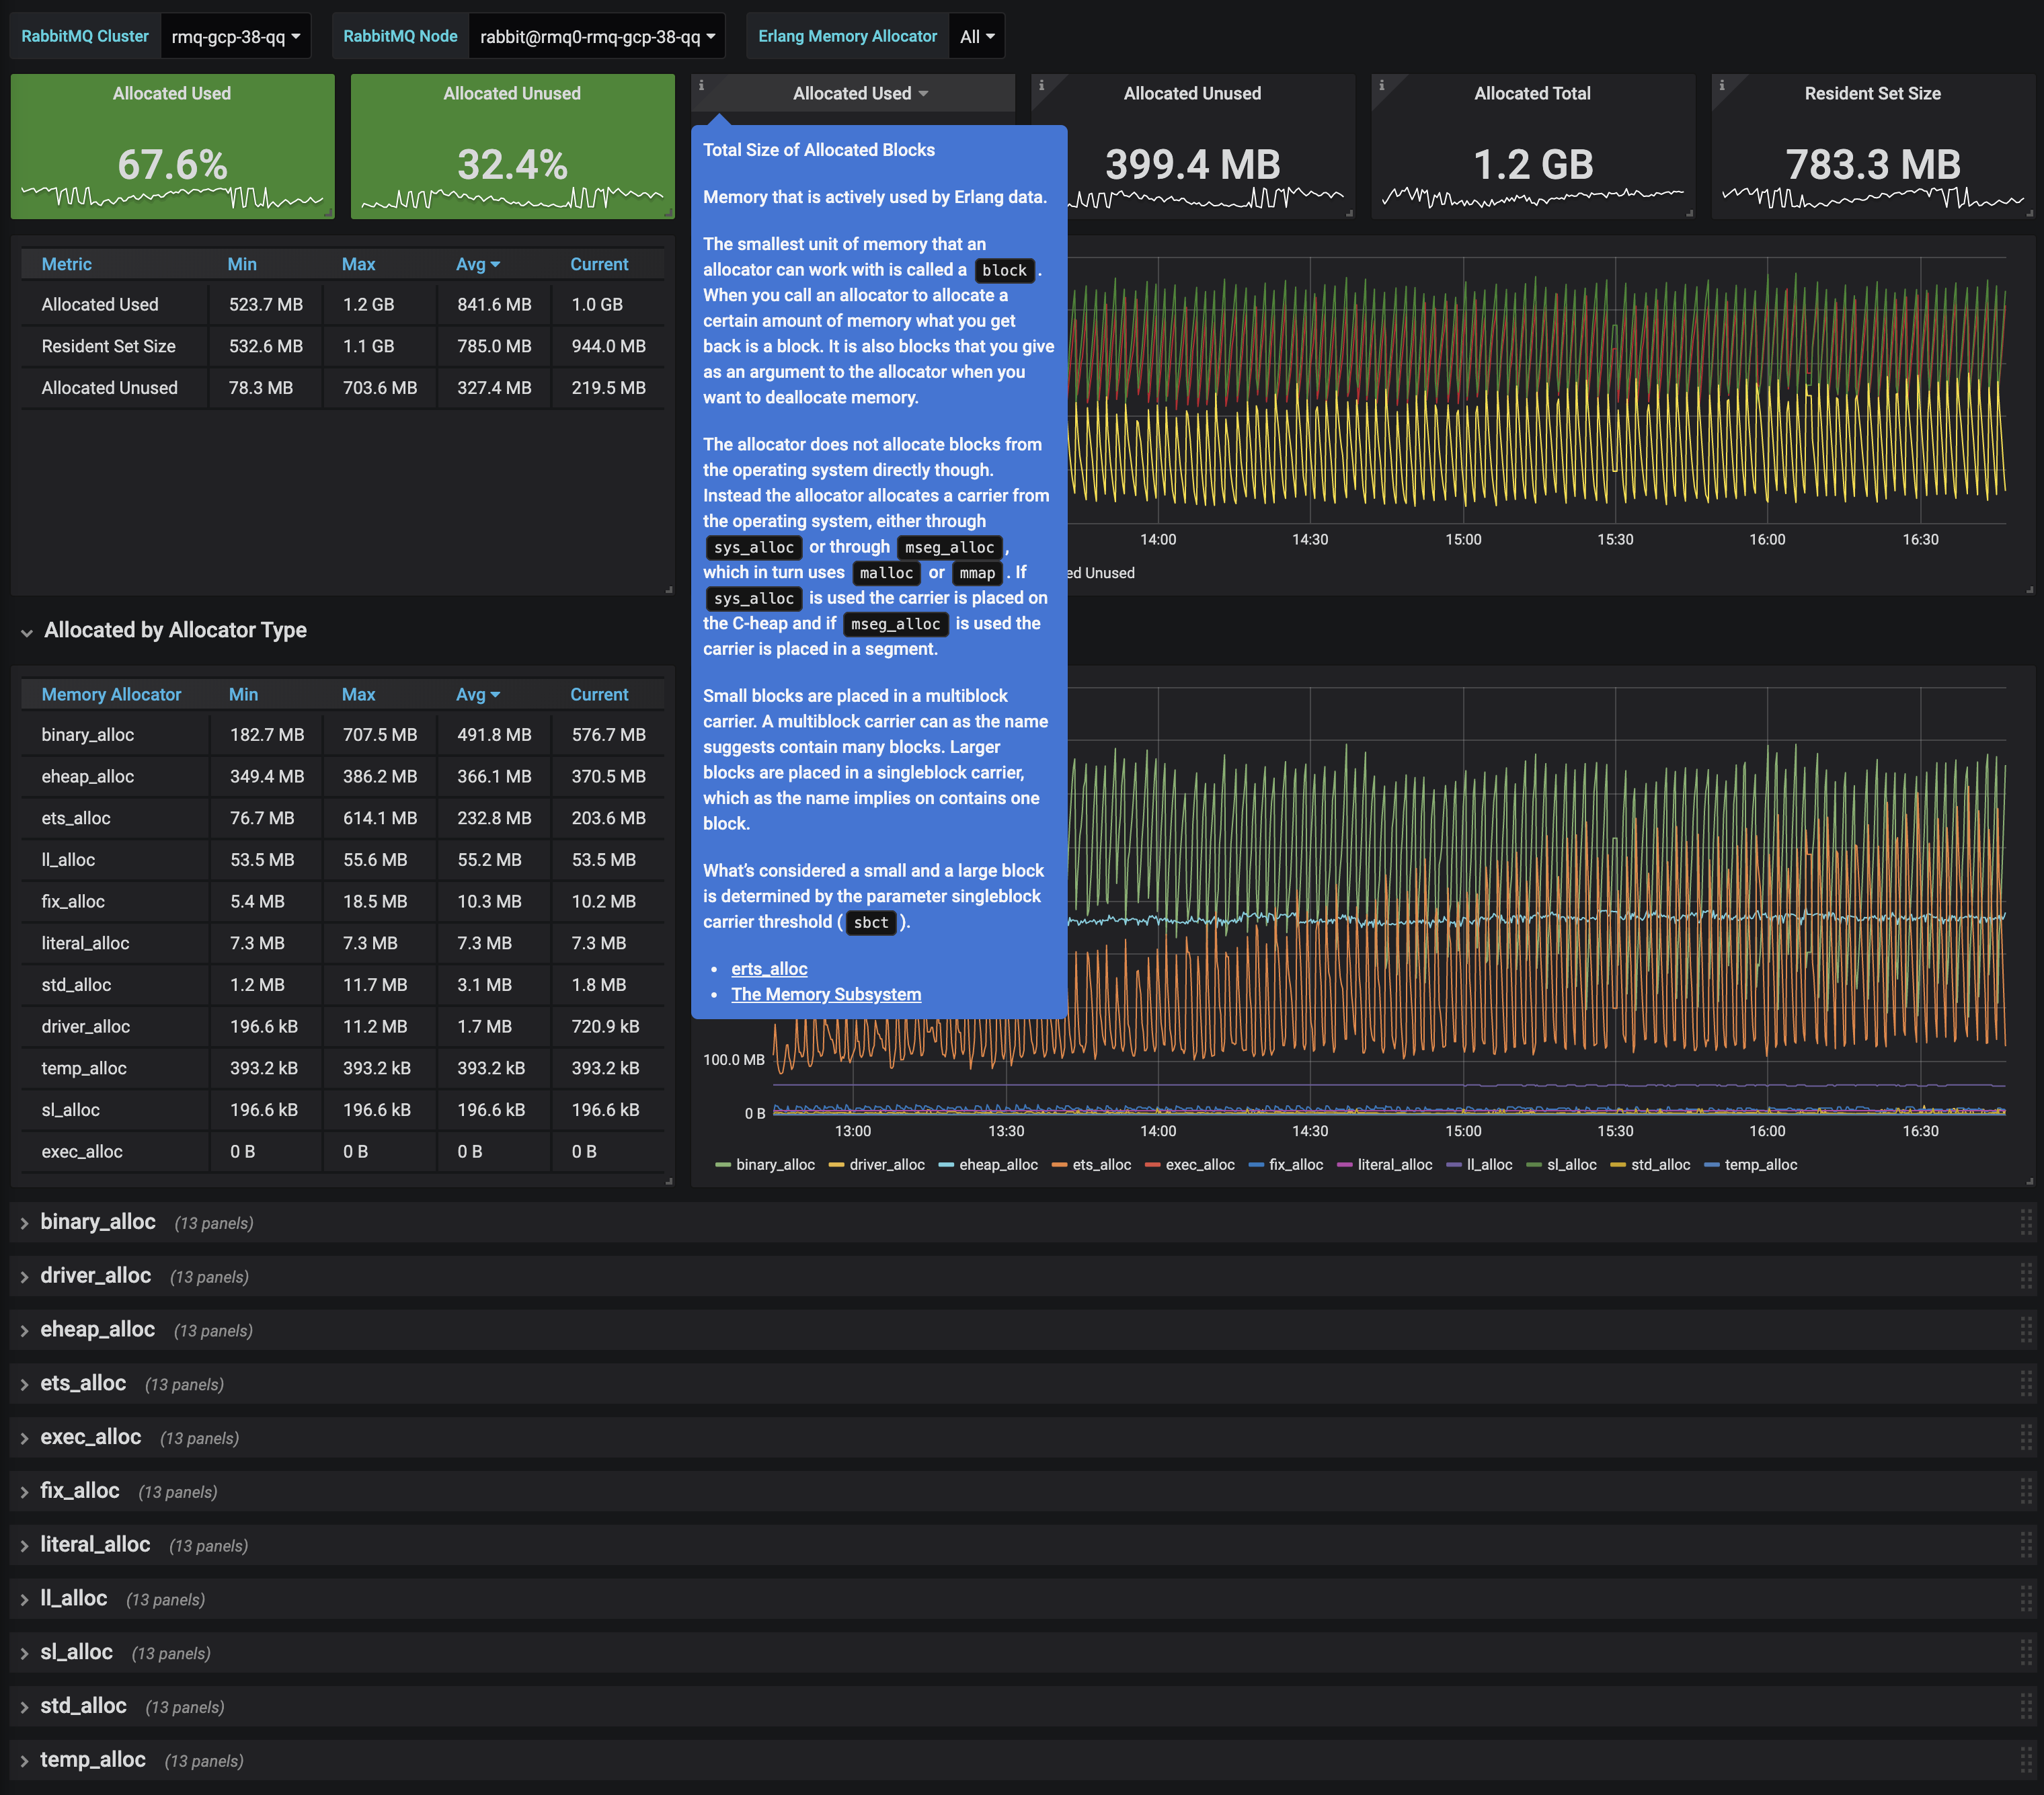 RabbitMQ Cluster rmq-gcp-38-qq RabbitMQ Node rabbit@rmq0-rmq-gcp-38-qq Erlang Memory Allocator All
Allocated Used
67.6%
Allocated Unused
32.4%
Allocated Used
Allocated Unused
399.4 MB
Allocated Total
1.2 GB
Resident Set Size
783.3 MB
Total Size of Allocated Blocks
Memory that is actively used by Erlang data.
The smallest unit of memory that an
allocator can work with is called a block .
When you call an allocator to allocate a
certain amount of memory what you get
back is a block. It is also blocks that you give
as an argument to the allocator when you
want to deallocate memory.
The allocator does not allocate blocks from
the operating system directly though.
Instead the allocator allocates a carrier from
the operating system, either through
sys_alloc or through mseg_alloc ,
which in turn uses malloc or mmap . If
sys_alloc is used the carrier is placed on
the C-heap and if mseg_alloc is used the
carrier is placed in a segment.
Small blocks are placed in a multiblock
carrier. A multiblock carrier can as the name
suggests contain many blocks. Larger
blocks are placed in a singleblock carrier,
which as the name implies on contains one
block.
What's considered a small and a large block
is determined by the parameter singleblock
carrier threshold ( sbct ).
• erts_alloc
• The Memory Subsystem
Metric Min Max Avg Current
Allocated Used 523.7 MB 1.2 GB 841.6 MB 1.0 GB
Resident Set Size 532.6 MB 1.1 GB 785.0 MB 944.0 MB
Allocated Unused 78.3 MB 703.6 MB 327.4 MB 219.5 MB
14:00 14:30 15:00 15:30 16:00 16:30
ed Unused
Allocated by Allocator Type
Memory Allocator Min Max Avg Current
binary_alloc 182.7 MB 707.5 MB 491.8 MB 576.7 MB
eheap_alloc 349.4 MB 386.2 MB 366.1 MB 370.5 MB
ets_alloc 76.7 MB 614.1 MB 232.8 MB 203.6 MB
ll_alloc 53.5 MB 55.6 MB 55.2 MB 53.5 MB
fix_alloc 5.4 MB 18.5 MB 10.3 MB 10.2 MB
literal_alloc 7.3 MB 7.3 MB 7.3 MB 7.3 MB
std_alloc 1.2 MB 11.7 MB 3.1 MB 1.8 MB
driver_alloc 196.6 kB 11.2 MB 1.7 MB 720.9 kB
temp_alloc 393.2 kB 393.2 kB 393.2 kB 393.2 kB
sl_alloc 196.6 kB 196.6 kB 196.6 kB 196.6 kB
exec_alloc 0 B 0 B 0 B 0 B
100.0 MB
0 B
13:00 13:30 14:00 14:30 15:00 15:30 16:00 16:30
binary_alloc driver_alloc eheap_alloc ets_alloc exec_alloc fix_alloc literal_alloc ll_alloc sl_alloc std_alloc temp_alloc
binary_alloc (13 panels)
driver_alloc (13 panels)
eheap_alloc (13 panels)
ets_alloc (13 panels)
exec_alloc (13 panels)
fix_alloc (13 panels)
literal_alloc (13 panels)
ll_alloc (13 panels)
sl_alloc (13 panels)
std_alloc (13 panels)
temp_alloc (13 panels)